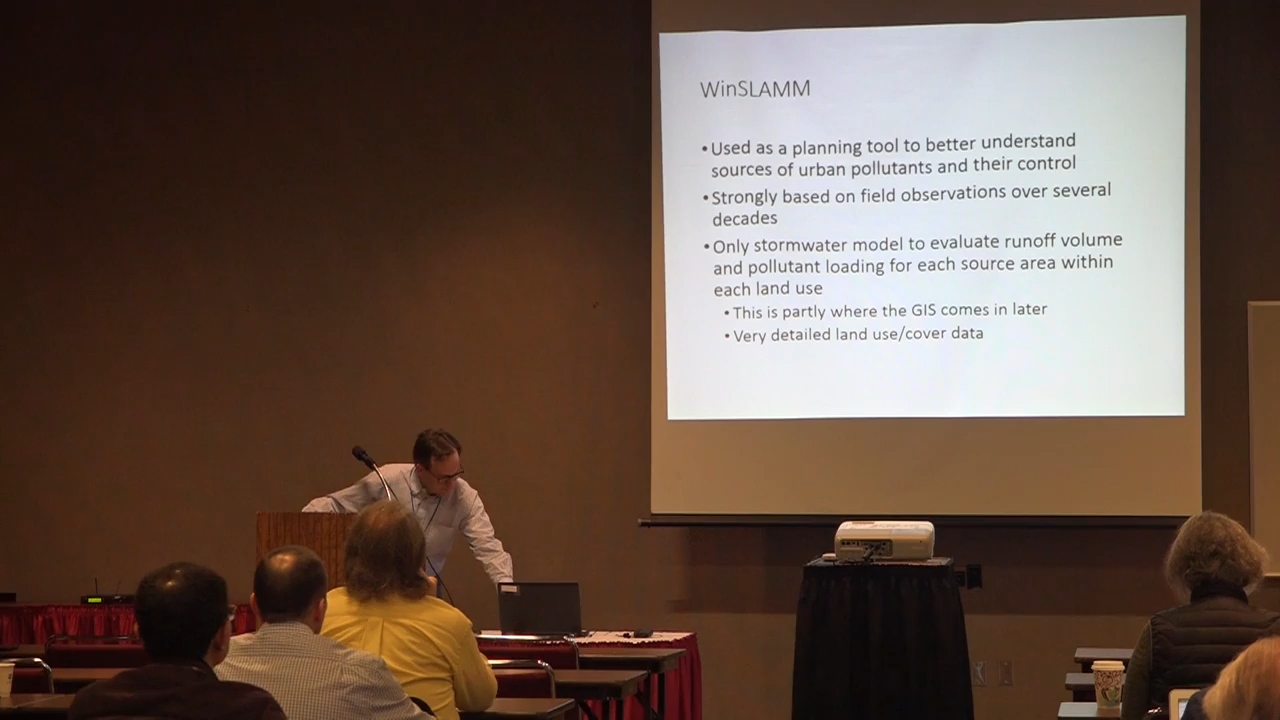 WinSLAMM
•Used as a planning tool to better understand
sources of urban pollutants and their control
•Strongly based on field observations over several
decades
•Only stormwater model to evaluate runoff volume
and pollutant loading for each source area within
each land use
•This is partly where the GIS comes in later
•Very detailed land use/cover data